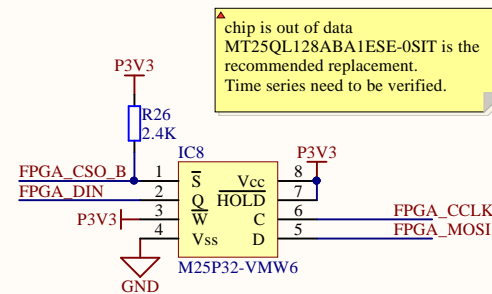 chip is out of data
MT25QL128ABA1ESE-0SIT is the
recommended replacement.
Time series need to be verified.
P3V3
R26
2.4K
IC8
P3V3
FPGA_CSO_B 1 S Vcc 8
FPGA_DIN 2 Q HOLD 7
P3V3 3 W C 6 FPGA_CCLK
4 Vss D 5 FPGA_MOSI
M25P32-VMW6
GND